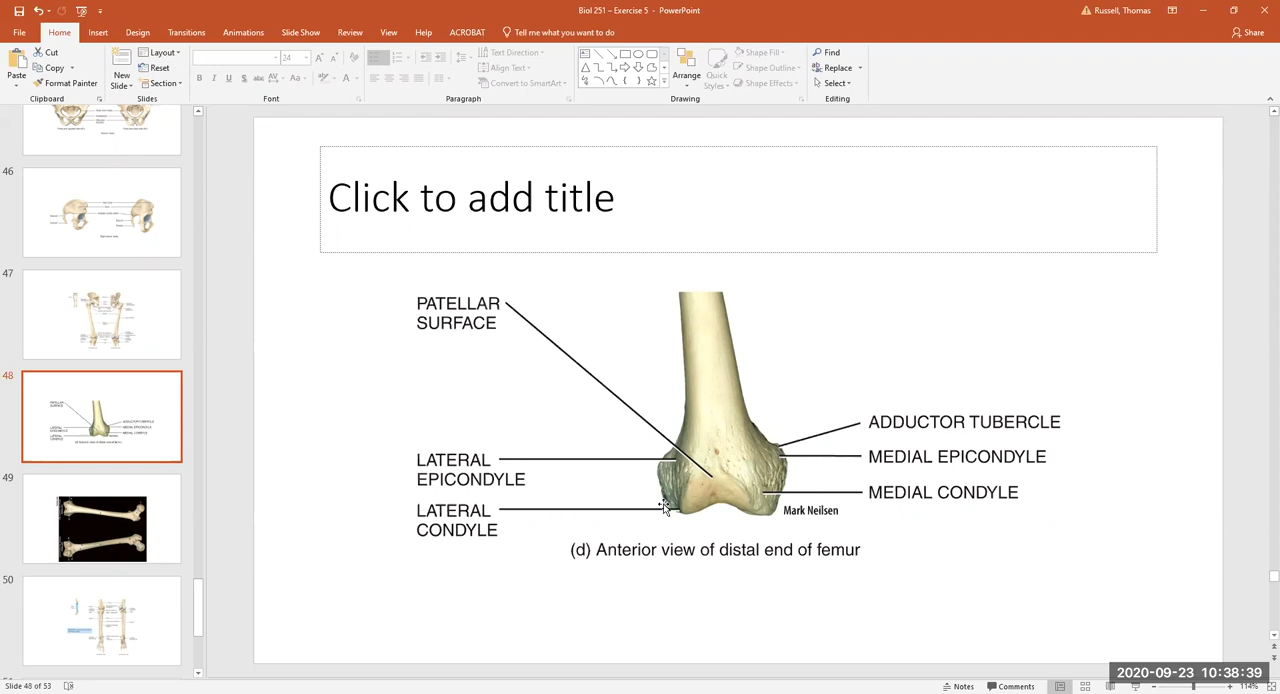 Biol 251 – Exercise 5 - PowerPoint
Russell, Thomas
File Home Insert Design Transitions Animations Slide Show Review View Help ACROBAT Tell me what you want to do
Share
Paste
Cut
Copy
Format Painter
Clipboard
New Slide
Layout
Reset
Section
Slides
24
B I U S abc AV Aa A
Font
Text Direction
Align Text
Convert to SmartArt
Paragraph
Arrange
Quick Styles
Shape Fill
Shape Outline
Shape Effects
Drawing
Find
Replace
Select
Editing
46
47
48
49
50
Click to add title
PATELLAR
SURFACE
LATERAL
EPICONDYLE
LATERAL
CONDYLE
ADDUCTOR TUBERCLE
MEDIAL EPICONDYLE
MEDIAL CONDYLE
Mark Neilsen
(d) Anterior view of distal end of femur
2020-09-23 10:38:39
Slide 48 of 53
Notes
Comments
114%